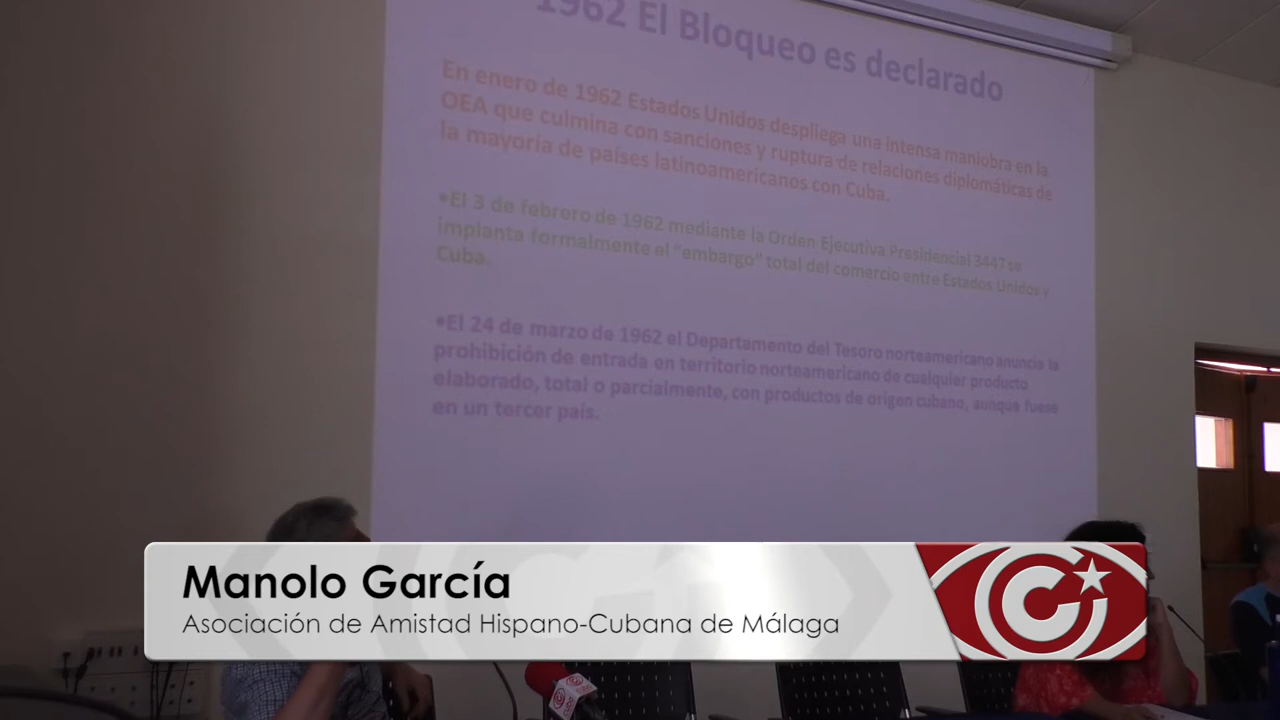 1962 El Bloqueo es declarado
En enero de 1962 Estados Unidos despliega una intensa maniobra en la
OEA que culmina con sanciones y ruptura de relaciones diplomáticas de
la mayoría de países latinoamericanos con Cuba.
•El 3 de febrero de 1962 mediante la Orden Ejecutiva Presidencial 3447 se
implanta formalmente el "embargo" total del comercio entre Estados Unidos y
Cuba.
•El 24 de marzo de 1962 el Departamento del Tesoro norteamericano anuncia la
prohibición de entrada en territorio norteamericano de cualquier producto
elaborado, total o parcialmente, con productos de origen cubano, aunque fuese
en un tercer país.
Manolo García
Asociación de Amistad Hispano-Cubana de Málaga